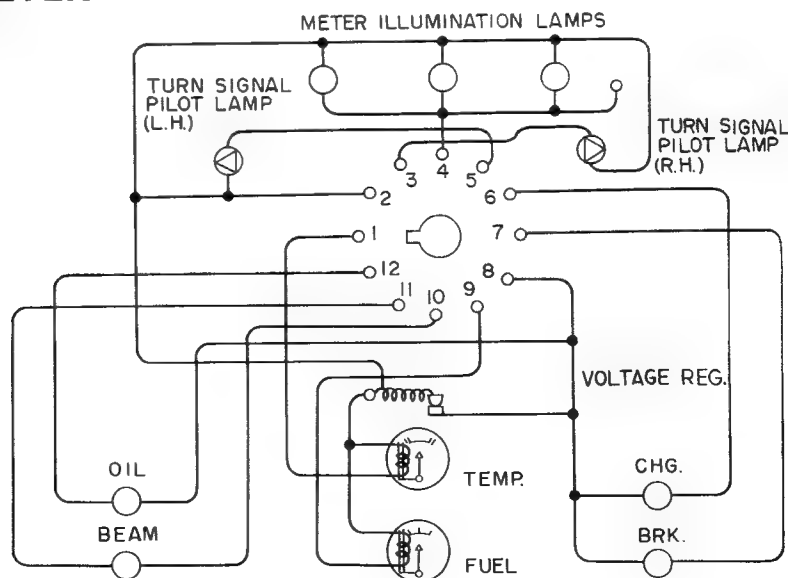 METER ILLUMINATION LAMPS
TURN SIGNAL
PILOT LAMP
(L.H.)
TURN SIGNAL
PILOT LAMP
(R.H.)
3
4
5
2
6
1
7
12
8
11
10
9
VOLTAGE REG.
OIL
TEMP.
CHG.
BEAM
FUEL
BRK.